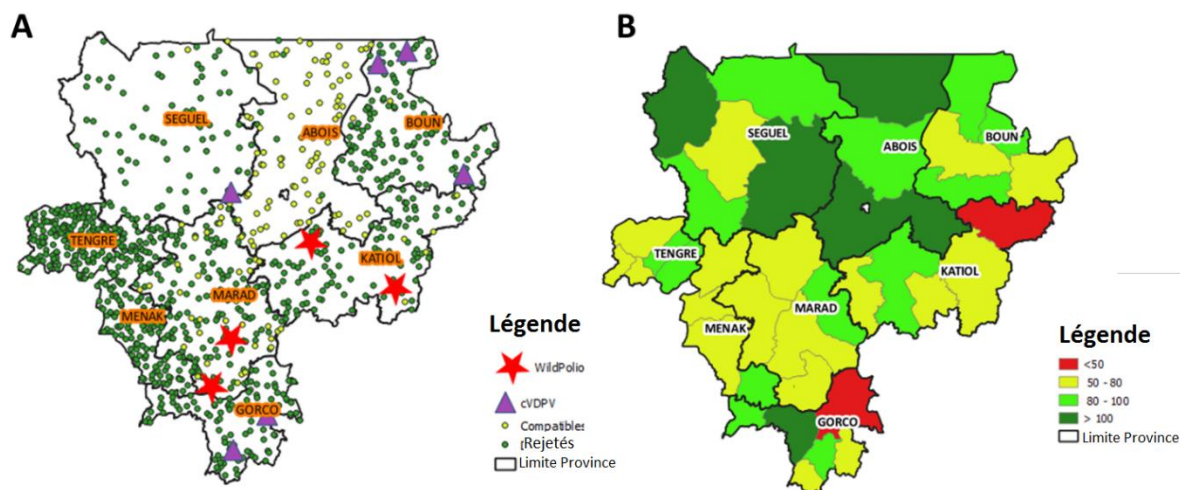 A
SEGUEL
ABOIS
BOUN
TENGRE
KATIOL
MARAD
MENAK
GORCO
Légende
WildPolio
cVDPV
Compatibles
Rejetés
Limite Province
B
SEGUEL
ABOIS
BOUN
TENGRE
KATIOL
MARAD
MENAK
GORCO
Légende
<50
50 - 80
80 - 100
> 100
Limite Province